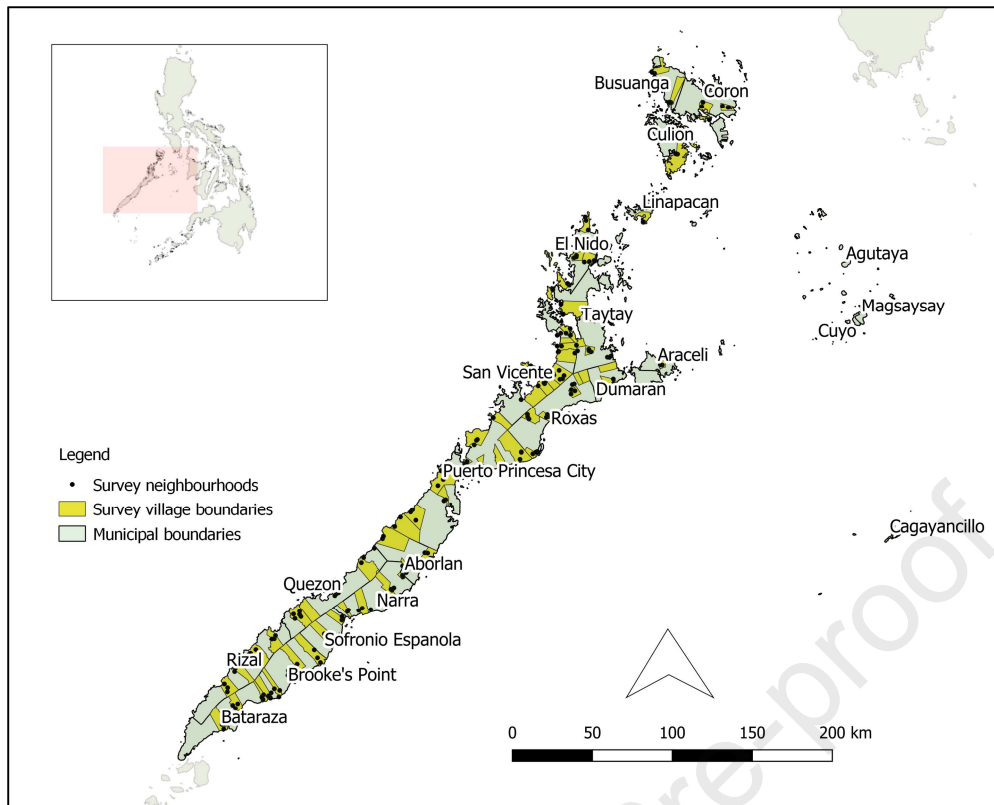 Busuanga
Coron
Culion
Linapacan
El Nido
Agutaya
Taytay
Magsaysay
Cuyo
Araceli
San Vicente
Dumaran
Roxas
Legend
Puerto Princesa City
Survey neighbourhoods
Survey village boundaries
Municipal boundaries
Cagayancillo
Aborlan
Quezon
Narra
Sofronio Espanola
Rizal
Brooke's Point
Bataraza
0 50 100 150 200 km
re-proof